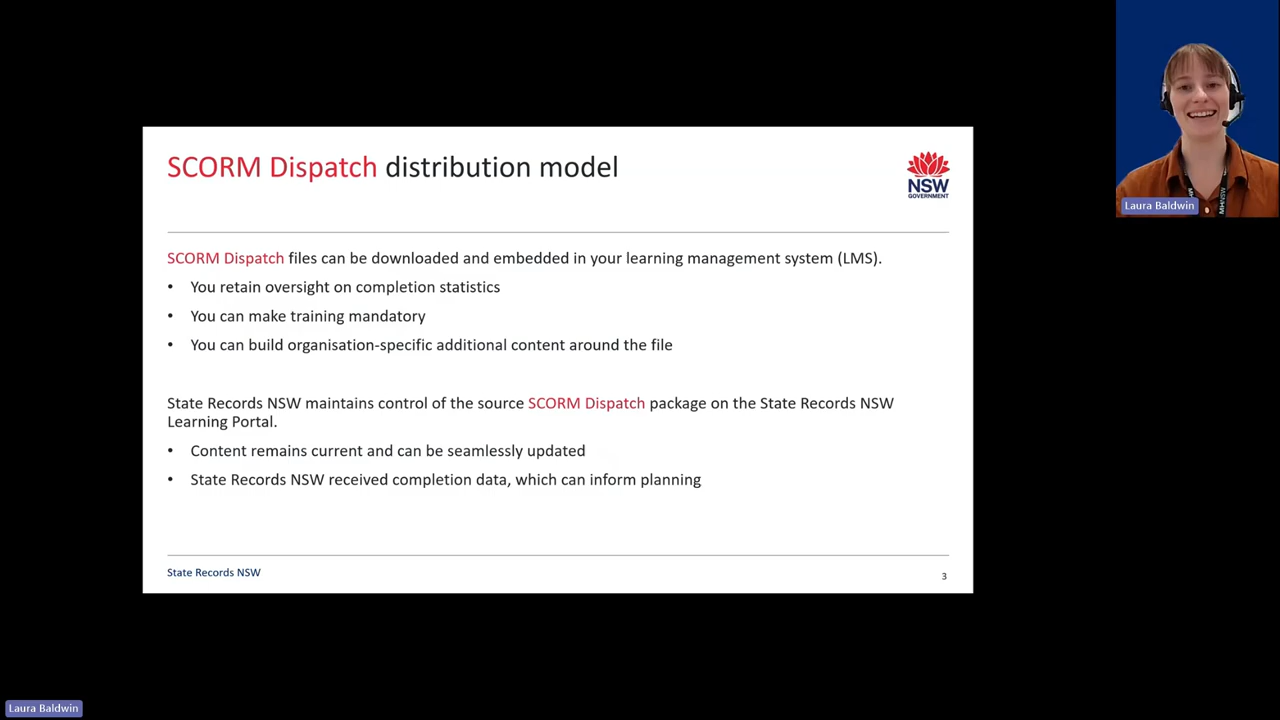 SCORM Dispatch distribution model
NSW
GOVERNMENT
SCORM Dispatch files can be downloaded and embedded in your learning management system (LMS).
• You retain oversight on completion statistics
• You can make training mandatory
• You can build organisation-specific additional content around the file
State Records NSW maintains control of the source SCORM Dispatch package on the State Records NSW
Learning Portal.
• Content remains current and can be seamlessly updated
• State Records NSW received completion data, which can inform planning
State Records NSW
3
Laura Baldwin
Laura Baldwin